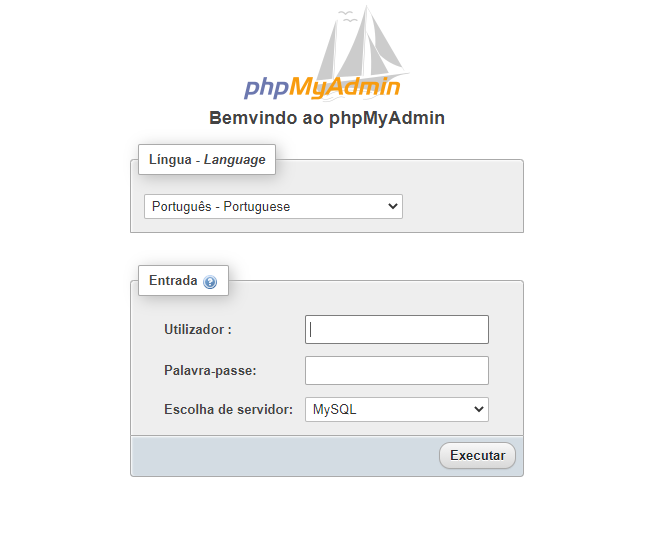 phpMyAdmin
Bemvindo ao phpMyAdmin
Língua - Language
Português - Portuguese
Entrada
Utilizador :
Palavra-passe:
Escolha de servidor:
MySQL
Executar